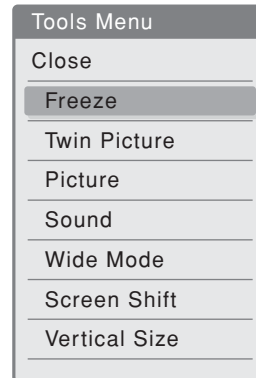 Tools Menu
Close
Freeze
Twin Picture
Picture
Sound
Wide Mode
Screen Shift
Vertical Size